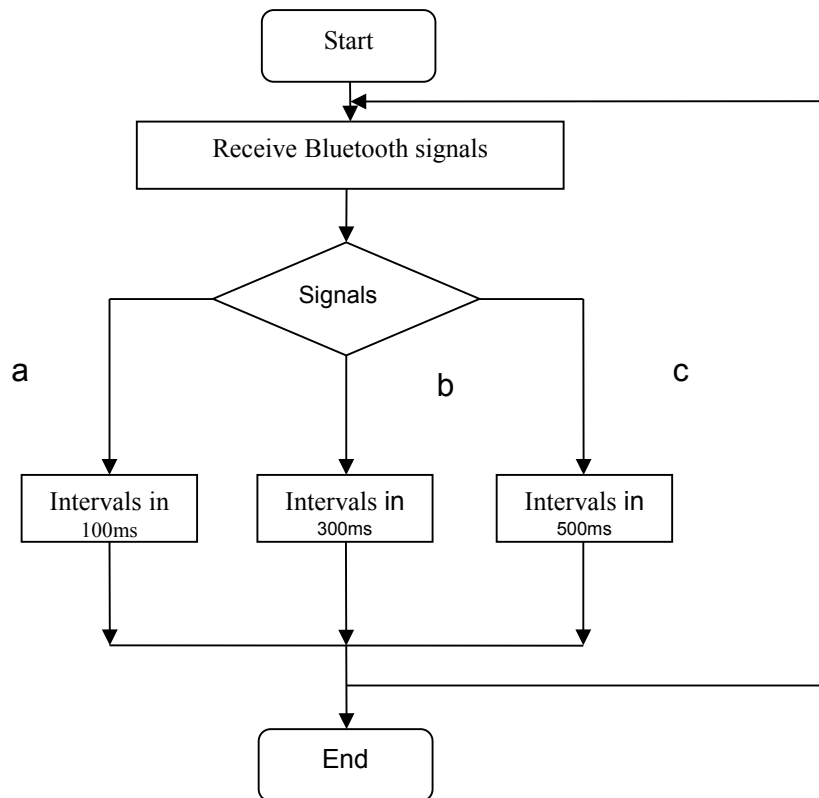 Start
Receive Bluetooth signals
Signals
a
b
c
Intervals in
100ms
Intervals in
300ms
Intervals in
500ms
End